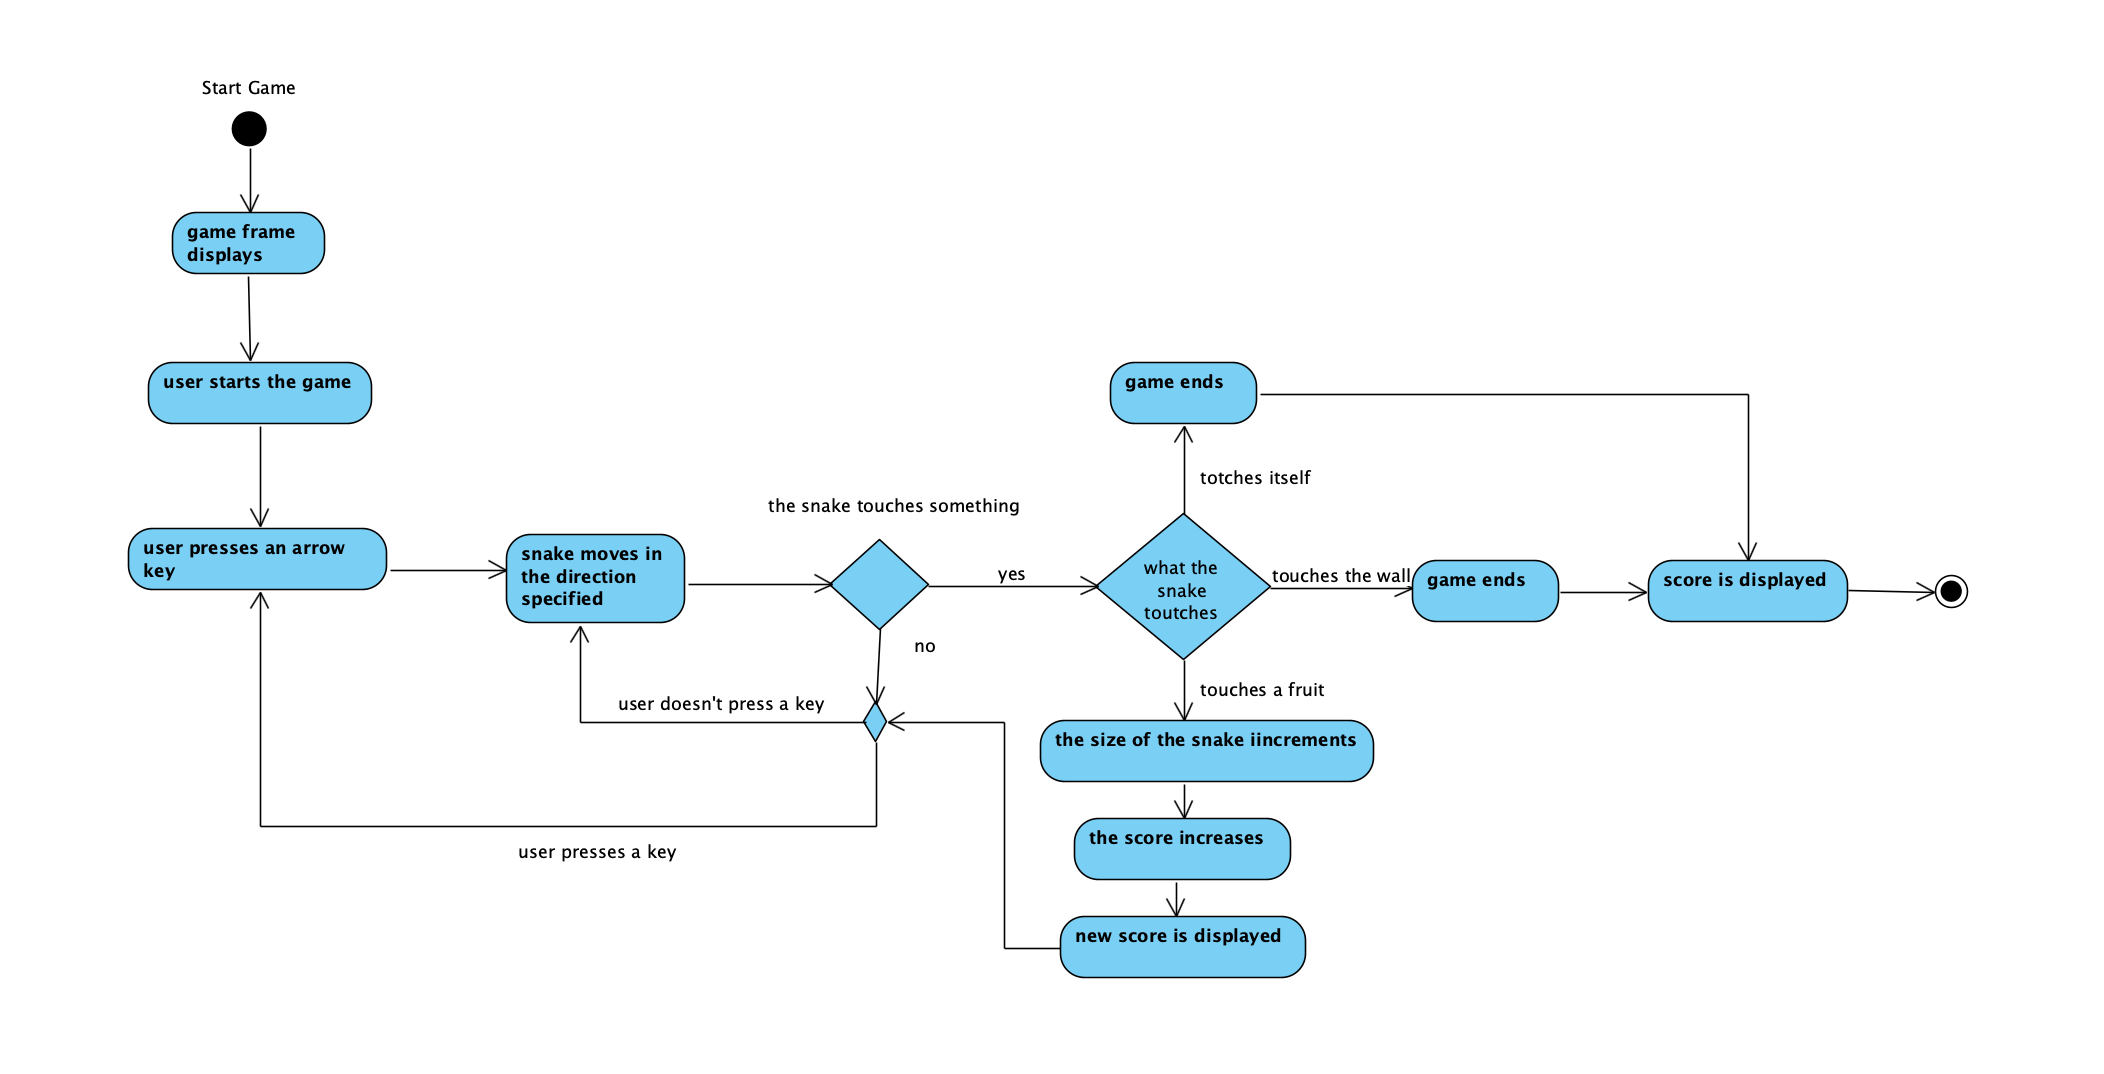 Start Game
game frame
displays
user starts the game
user presses an arrow
key
snake moves in
the direction
specified
the snake touches something
yes
no
user doesn't press a key
user presses a key
what the
snake
toutches
totches itself
game ends
touches the wall
game ends
score is displayed
touches a fruit
the size of the snake iincrements
the score increases
new score is displayed